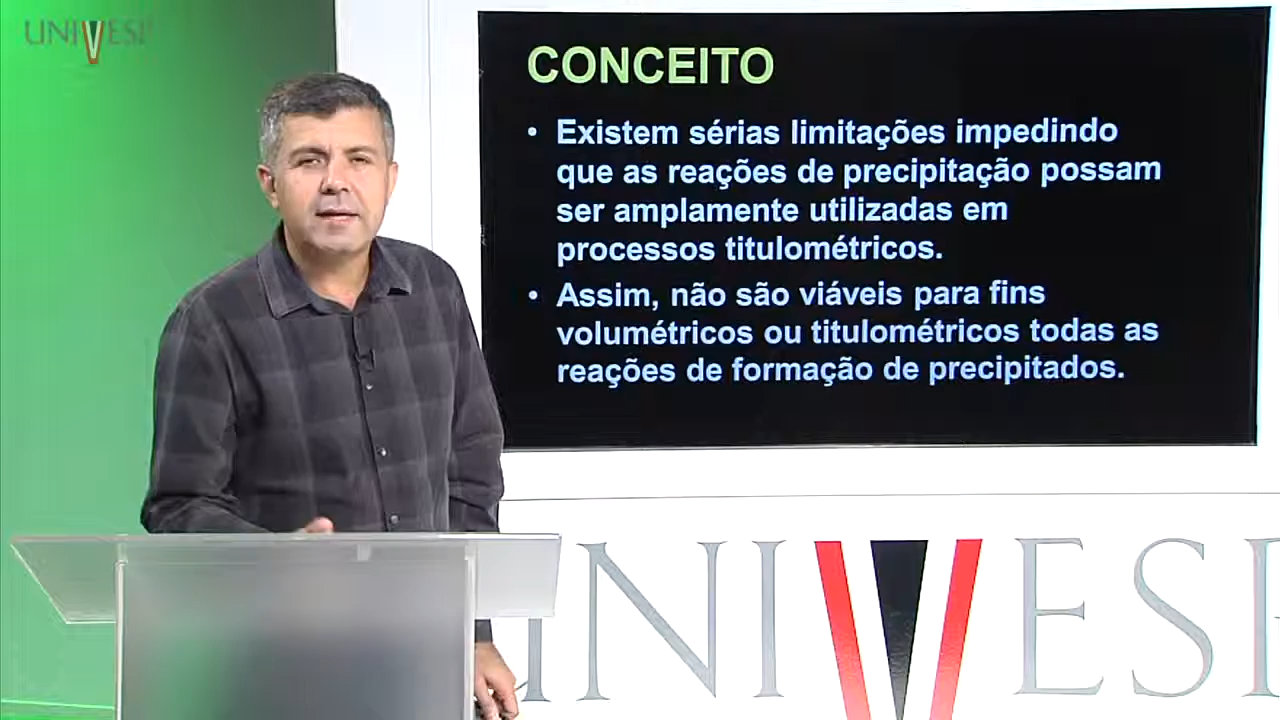 UNIVESP
CONCEITO
• Existem sérias limitações impedindo
que as reações de precipitação possam
ser amplamente utilizadas em
processos titulométricos.
• Assim, não são viáveis para fins
volumétricos ou titulométricos todas as
reações de formação de precipitados.
UNIVESP